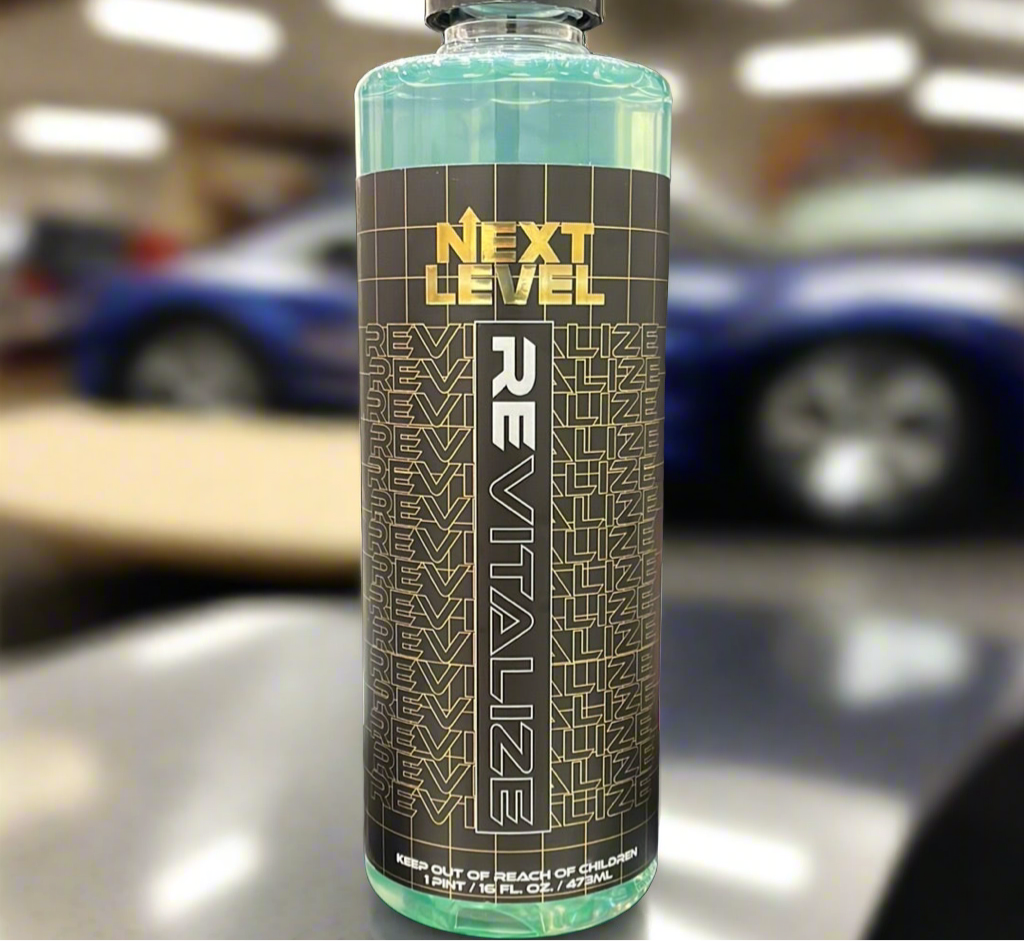 NEXT
LEVEL
REVITALIZE
KEEP OUT OF REACH OF CHILDREN
1 PINT / 16 FL. OZ. / 473ML